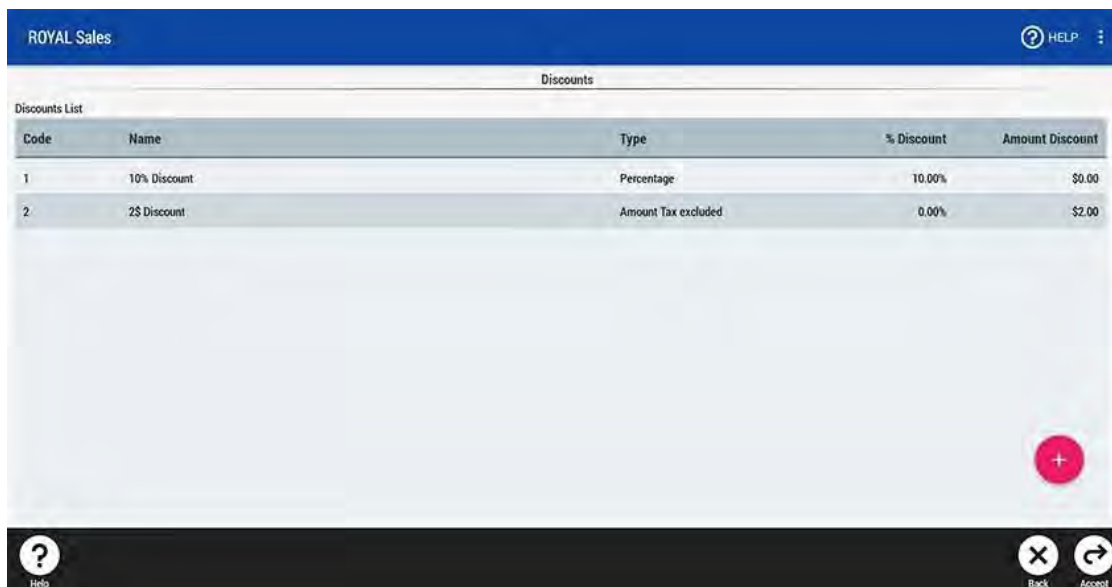 ROYAL Sales HELP
Discounts
Discounts List
Code Name Type % Discount Amount Discount
1 10% Discount Percentage 10.00% $0.00
2 2$ Discount Amount Tax excluded 0.00% $2.00
Help Back Accept